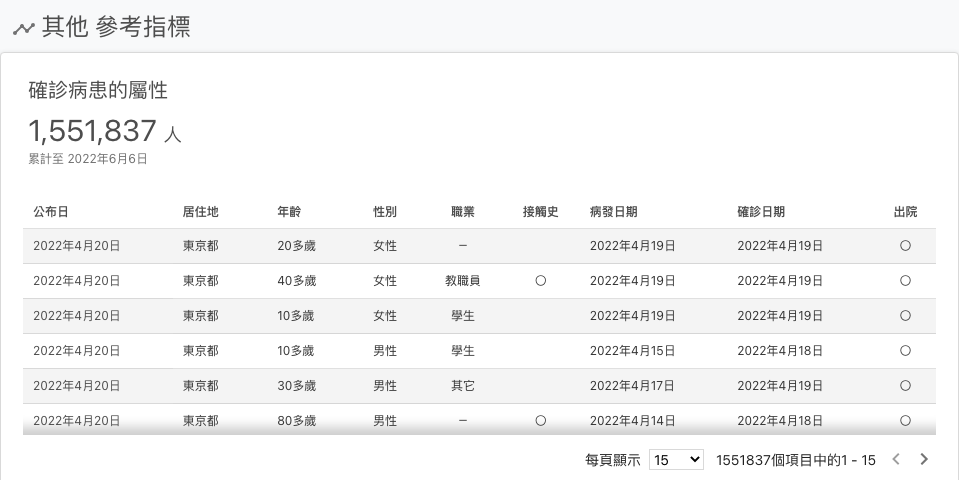 其他 參考指標
確診病患的屬性
1,551,837 人
累計至 2022年6月6日
公布日 居住地 年齡 性別 職業 接觸史 病發日期 確診日期 出院
2022年4月20日 東京都 20多歲 女性 － 2022年4月19日 2022年4月19日 〇
2022年4月20日 東京都 40多歲 女性 教職員 〇 2022年4月19日 2022年4月19日 〇
2022年4月20日 東京都 10多歲 女性 學生 2022年4月19日 2022年4月19日 〇
2022年4月20日 東京都 10多歲 男性 學生 2022年4月15日 2022年4月18日 〇
2022年4月20日 東京都 30多歲 男性 其它 2022年4月17日 2022年4月19日 〇
2022年4月20日 東京都 80多歲 男性 － 〇 2022年4月14日 2022年4月18日 〇
每頁顯示 15 1551837個項目中的1 - 15